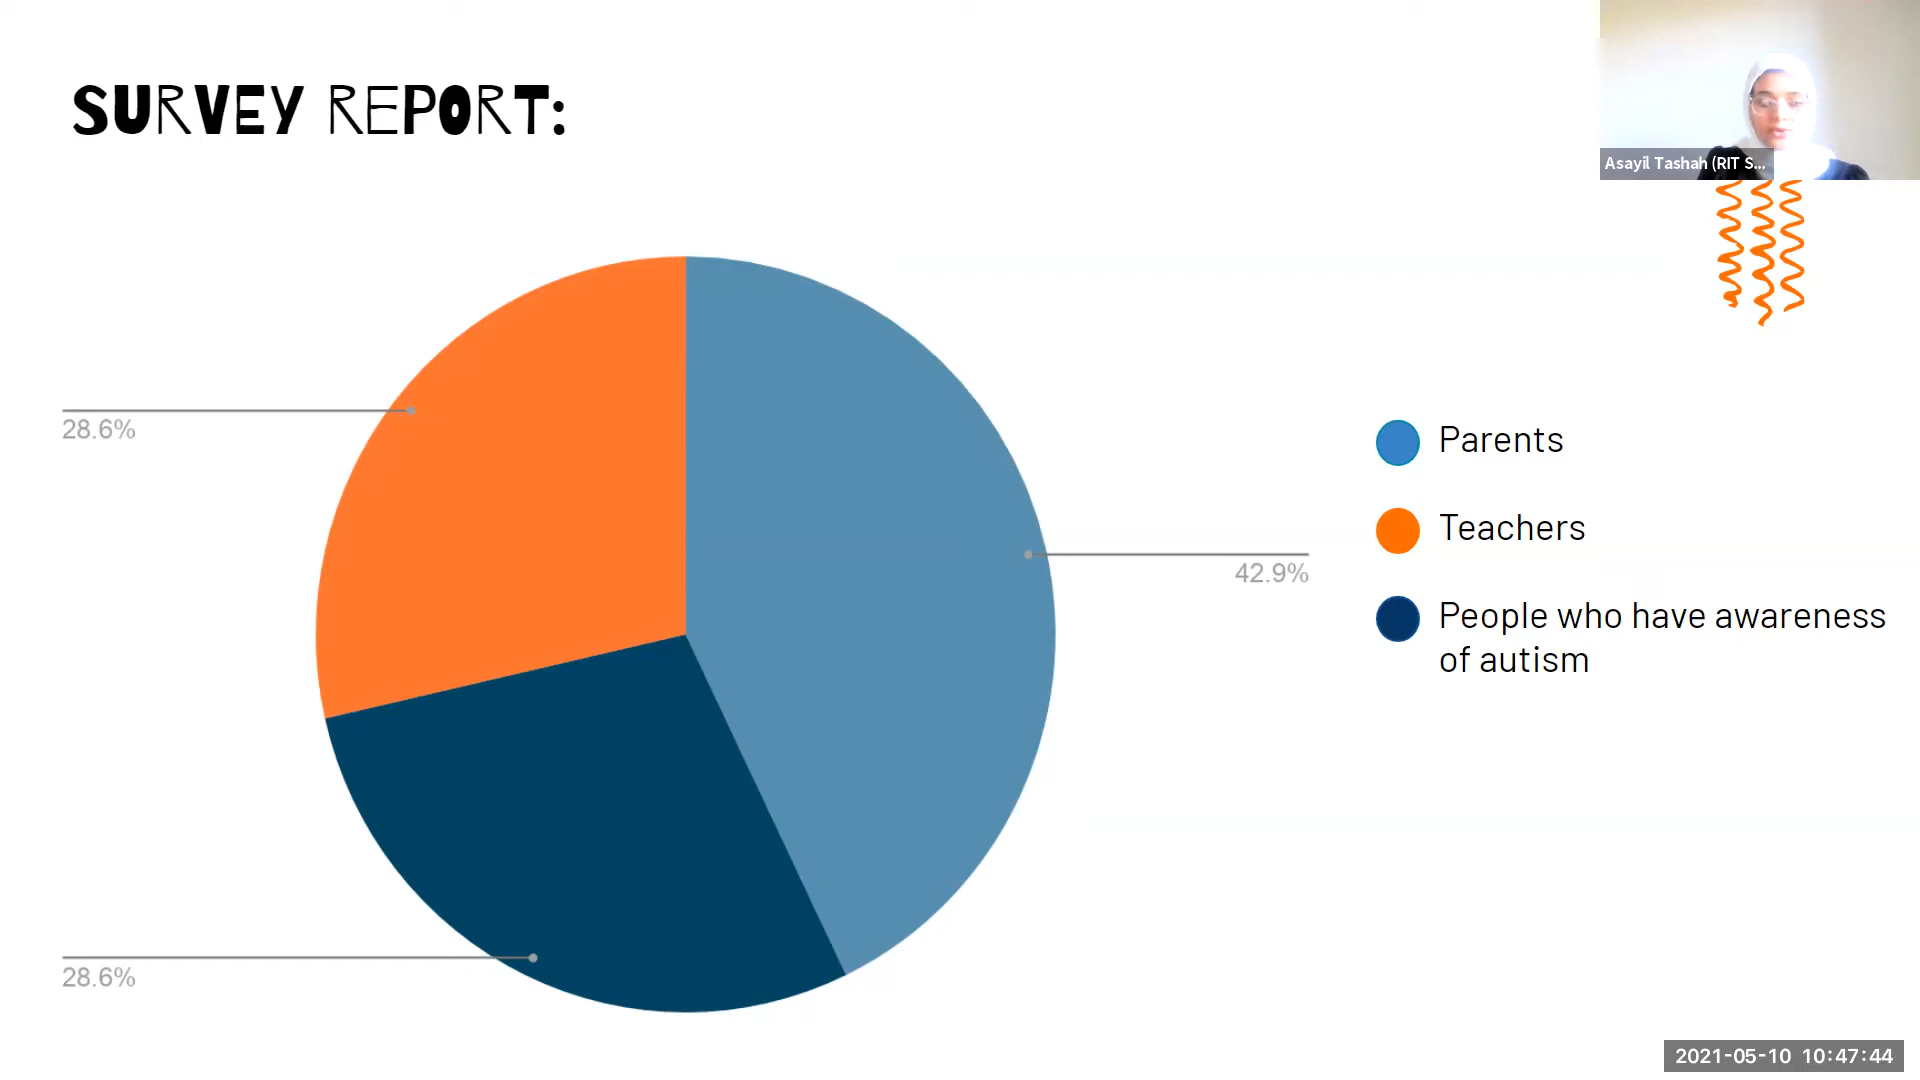 SURVEY REPORT:
Asayil Tashah (RIT S...
28.6%
42.9%
Parents
Teachers
People who have awareness
of autism
28.6%
2021-05-10 10:47:44